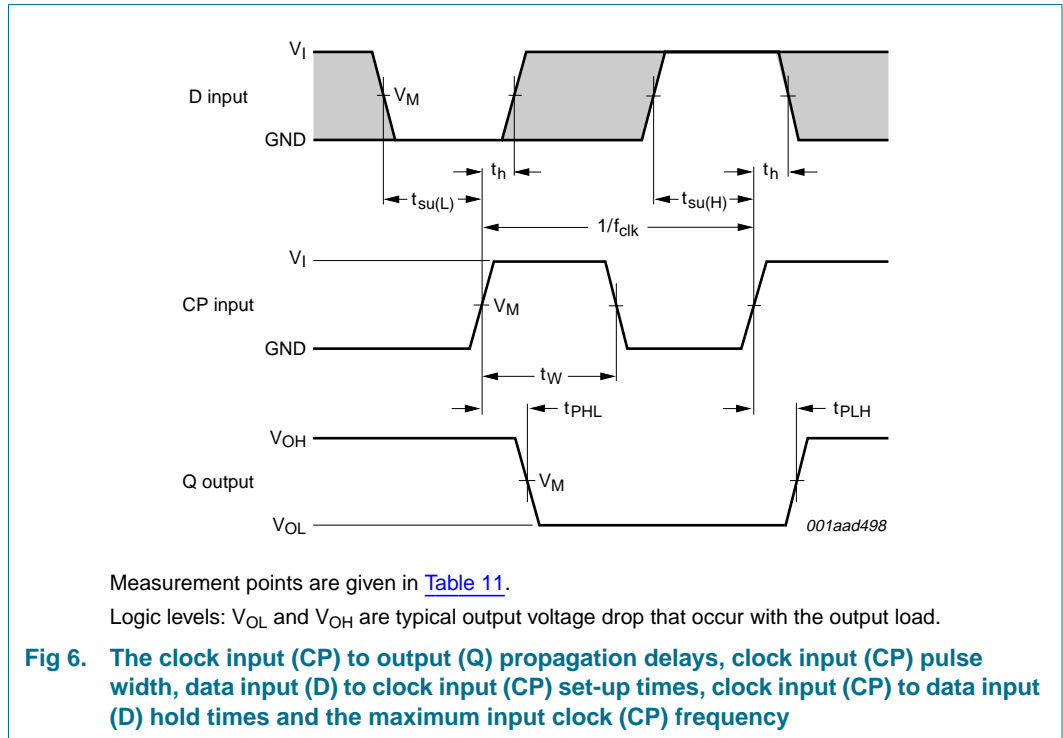 VI
D input
VM
GND
th
th
tsu(L)
tsu(H)
1/fclk
VI
CP input
VM
GND
tW
tPHL
tPLH
VOH
Q output
VM
VOL
001aad498
Measurement points are given in Table 11.
Logic levels: VOL and VOH are typical output voltage drop that occur with the output load.
Fig 6. The clock input (CP) to output (Q) propagation delays, clock input (CP) pulse
width, data input (D) to clock input (CP) set-up times, clock input (CP) to data input
(D) hold times and the maximum input clock (CP) frequency